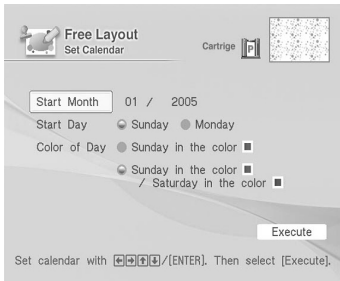 Free Layout
Set Calendar
Cartrige P
Start Month 01 / 2005
Start Day Sunday Monday
Color of Day Sunday in the color
Sunday in the color
/ Saturday in the color
Execute
Set calendar with ←→↑↓/[ENTER]. Then select [Execute].